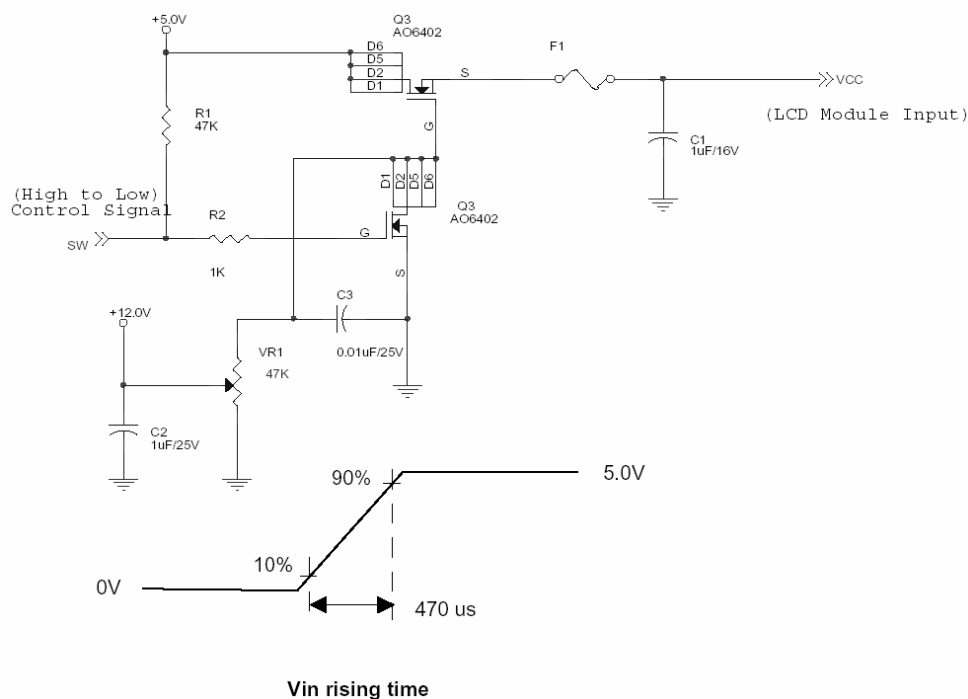 Q3
AO6402
+5.0V
D6
D5
D2
D1
S
G
F1
VCC
(LCD Module Input)
R1
47K
C1
1uF/16V
D1
D2
D5
D6
Q3
AO6402
(High to Low)
Control Signal
SW
R2
1K
G
S
C3
0.01uF/25V
+12.0V
VR1
47K
C2
1uF/25V
90%
5.0V
10%
0V
470 us
Vin rising time